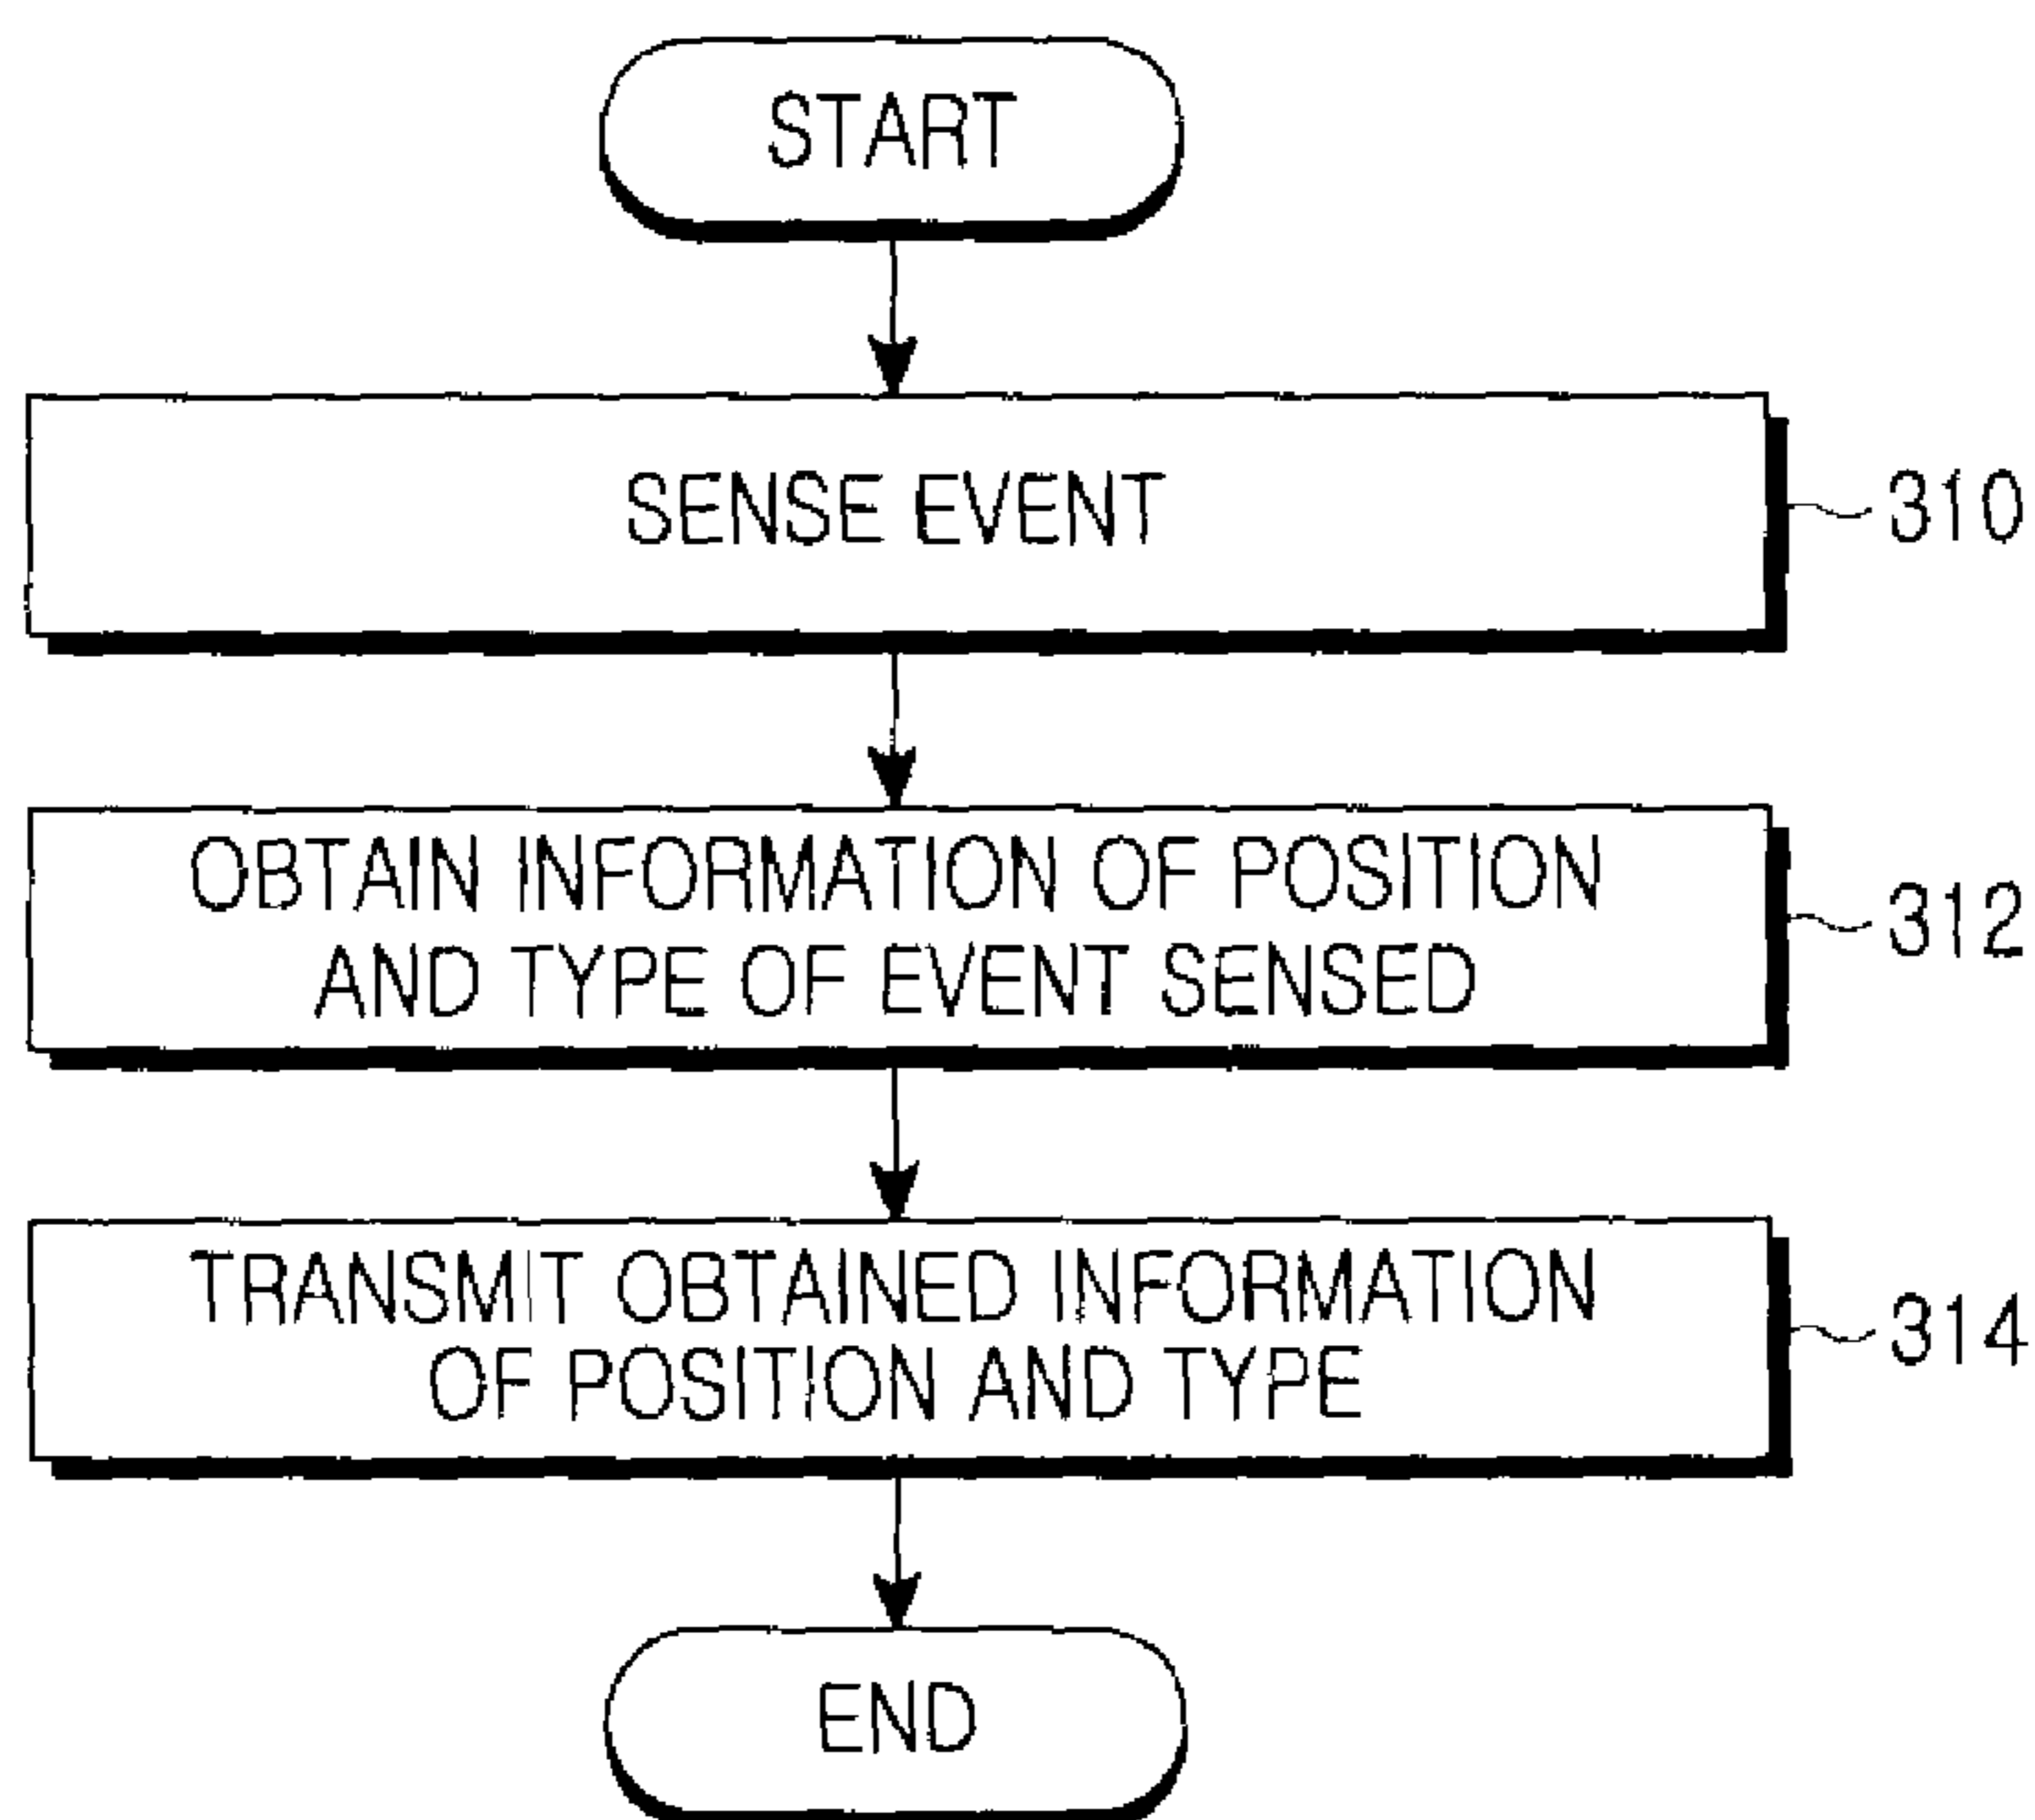 START
SENSE EVENT
310
OBTAIN INFORMATION OF POSITION
AND TYPE OF EVENT SENSED
312
TRANSMIT OBTAINED INFORMATION
OF POSITION AND TYPE
314
END